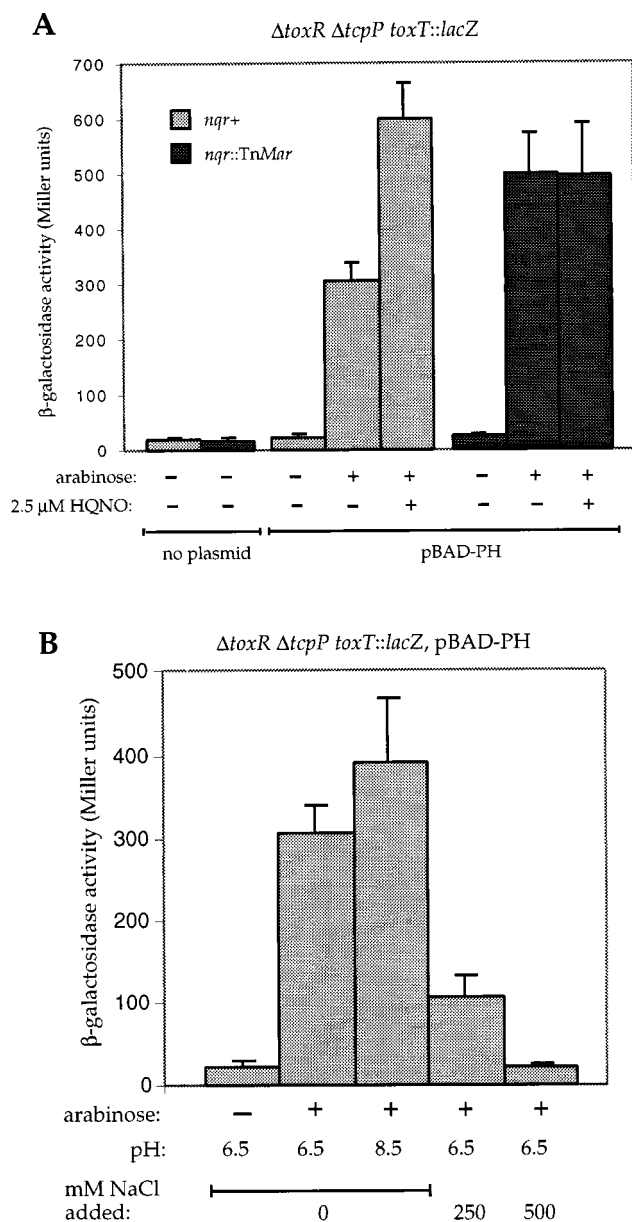 A
ΔtoxR ΔtcpP toxT::lacZ
700
600
500
400
300
200
100
0
β-galactosidase activity (Miller units)
nqr+
nqr::TnMar
arabinose: – – – + + – + +
2.5 µM HQNO: – – – – + – – +
no plasmid pBAD-PH
B
ΔtoxR ΔtcpP toxT::lacZ, pBAD-PH
500
400
300
200
100
0
β-galactosidase activity (Miller units)
arabinose: – + + + +
pH: 6.5 6.5 8.5 6.5 6.5
mM NaCl
added: 0 250 500